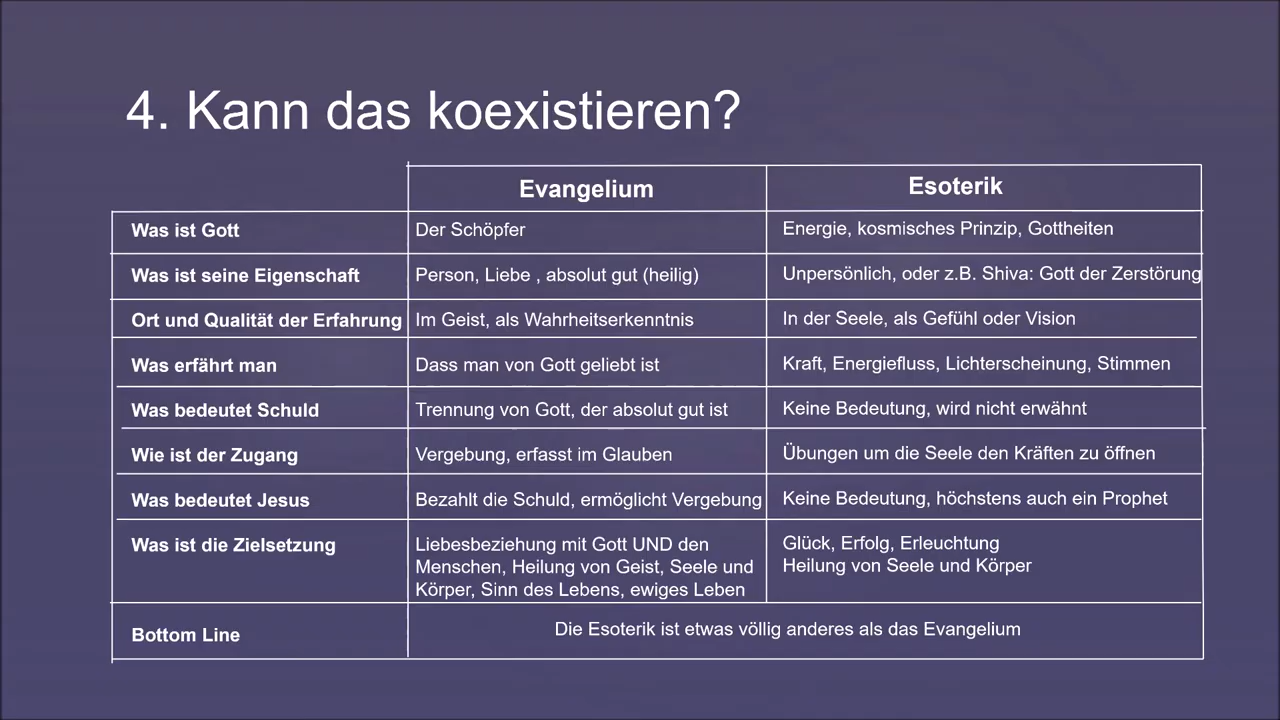 4. Kann das koexistieren?
Evangelium Esoterik
Was ist Gott Der Schöpfer Energie, kosmisches Prinzip, Gottheiten
Was ist seine Eigenschaft Person, Liebe , absolut gut (heilig) Unpersönlich, oder z.B. Shiva: Gott der Zerstörung
Ort und Qualität der Erfahrung Im Geist, als Wahrheitserkenntnis In der Seele, als Gefühl oder Vision
Was erfährt man Dass man von Gott geliebt ist Kraft, Energiefluss, Lichterscheinung, Stimmen
Was bedeutet Schuld Trennung von Gott, der absolut gut ist Keine Bedeutung, wird nicht erwähnt
Wie ist der Zugang Vergebung, erfasst im Glauben Übungen um die Seele den Kräften zu öffnen
Was bedeutet Jesus Bezahlt die Schuld, ermöglicht Vergebung Keine Bedeutung, höchstens auch ein Prophet
Was ist die Zielsetzung Liebesbeziehung mit Gott UND den Glück, Erfolg, Erleuchtung
Menschen, Heilung von Geist, Seele und Heilung von Seele und Körper
Körper, Sinn des Lebens, ewiges Leben
Bottom Line Die Esoterik ist etwas völlig anderes als das Evangelium